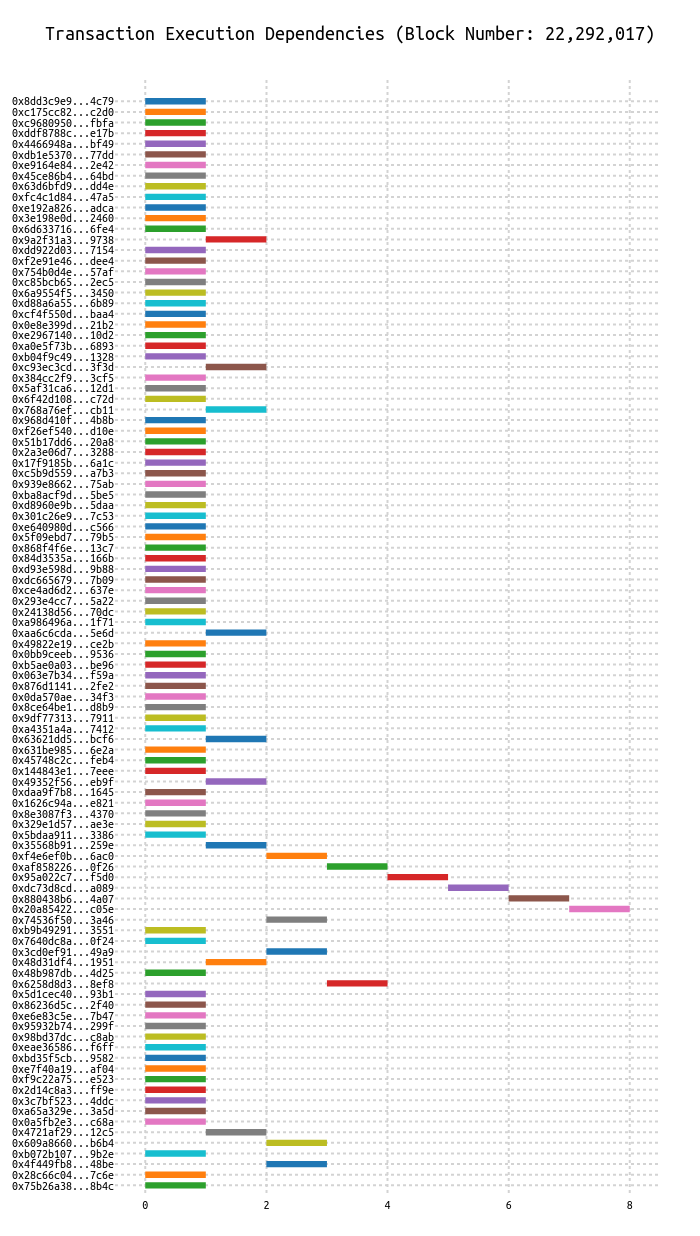 Transaction Execution Dependencies (Block Number: 22,292,017)
0x8dd3c9e9...4c79
0xc175cc82...c2d0
0xc9680950...fbfa
0xddf8788c...e17b
0x4466948a...bf49
0xdb1e5370...77dd
0xe9164e84...2e42
0x45ce86b4...64bd
0x63d6bfd9...dd4e
0xfc4c1d84...47a5
0xe192a826...adca
0x3e198e0d...2460
0x6d633716...6fe4
0x9a2f31a3...9738
0xdd922d03...7154
0xf2e91e46...dee4
0x754b0d4e...57af
0xc85bcb65...2ec5
0x6a9554f5...3450
0xd88a6a55...6b89
0xcf4f550d...baa4
0x0e8e399d...21b2
0xe2967140...10d2
0xa0e5f73b...6893
0xb04f9c49...1328
0xc93ec3cd...3f3d
0x384cc2f9...3cf5
0x5af31ca6...12d1
0x6f42d108...c72d
0x768a76ef...cb11
0x968d410f...4b8b
0xf26ef540...d10e
0x51b17dd6...20a8
0x2a3e06d7...3288
0x17f9185b...6a1c
0xc5b9d559...a7b3
0x939e8662...75ab
0xba8acf9d...5be5
0xd8960e9b...5daa
0x301c26e9...7c53
0xe640980d...c566
0x5f09ebd7...79b5
0x868f4f6e...13c7
0x84d3535a...166b
0xd93e598d...9b88
0xdc665679...7b09
0xce4ad6d2...637e
0x293e4cc7...5a22
0x24138d56...70dc
0xa986496a...1f71
0xaa6c6cda...5e6d
0x49822e19...ce2b
0x0bb9ceeb...9536
0xb5ae0a03...be96
0x063e7b34...f59a
0x876d1141...2fe2
0x0da570ae...34f3
0x8ce64be1...d8b9
0x9df77313...7911
0xa4351a4a...7412
0x63621dd5...bcf6
0x631be985...6e2a
0x45748c2c...feb4
0x144843e1...7eee
0x49352f56...eb9f
0xdaa9f7b8...1645
0x1626c94a...e821
0x8e3087f3...4370
0x329e1d57...ae3e
0x5bdaa911...3386
0x35568b91...259e
0xf4e6ef0b...6ac0
0xaf858226...0f26
0x95a022c7...f5d0
0xdc73d8cd...a089
0x880438b6...4a07
0x20a85422...c05e
0x74536f50...3a46
0xb9b49291...3551
0x7640dc8a...0f24
0x3cd0ef91...49a9
0x48d31df4...1951
0x48b987db...4d25
0x6258d8d3...8ef8
0x5d1cec40...93b1
0x86236d5c...2f40
0xe6e83c5e...7b47
0x95932b74...299f
0x98bd37dc...c8ab
0xeae36586...f6ff
0xbd35f5cb...9582
0xe7f40a19...af04
0xf9c22a75...e523
0x2d14c8a3...ff9e
0x3c7bf523...4ddc
0xa65a329e...3a5d
0x0a5fb2e3...c68a
0x4721af29...12c5
0x609a8660...b6b4
0xb072b107...9b2e
0x4f449fb8...48be
0x28c66c04...7c6e
0x75b26a38...8b4c
0 2 4 6 8